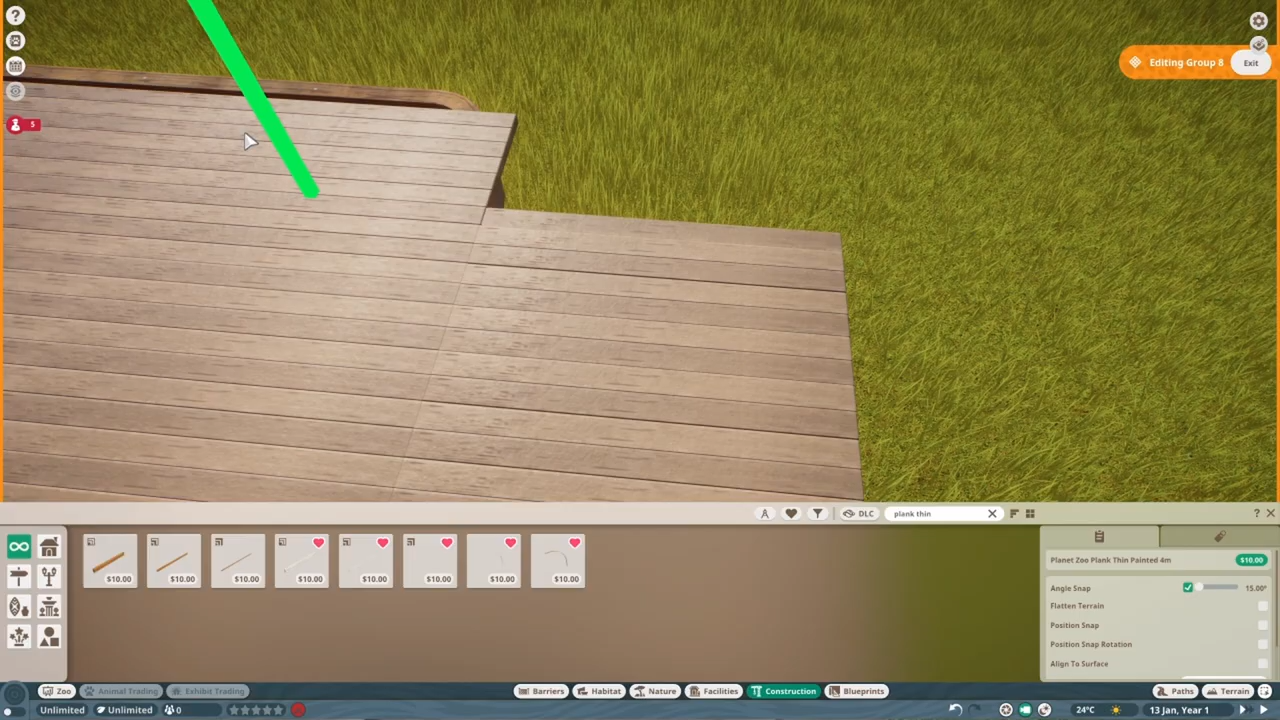 ?
Editing Group 8
Exit
5
DLC
plank thin
?
$10.00
$10.00
$10.00
$10.00
$10.00
$10.00
$10.00
$10.00
Planet Zoo Plank Thin Painted 4m
$10.00
Angle Snap
15.00°
Flatten Terrain
Position Snap
Position Snap Rotation
Align To Surface
Zoo
Animal Trading
Exhibit Trading
Barriers
Habitat
Nature
Facilities
Construction
Blueprints
Paths
Terrain
Unlimited
Unlimited
0
24°C
13 Jan, Year 1